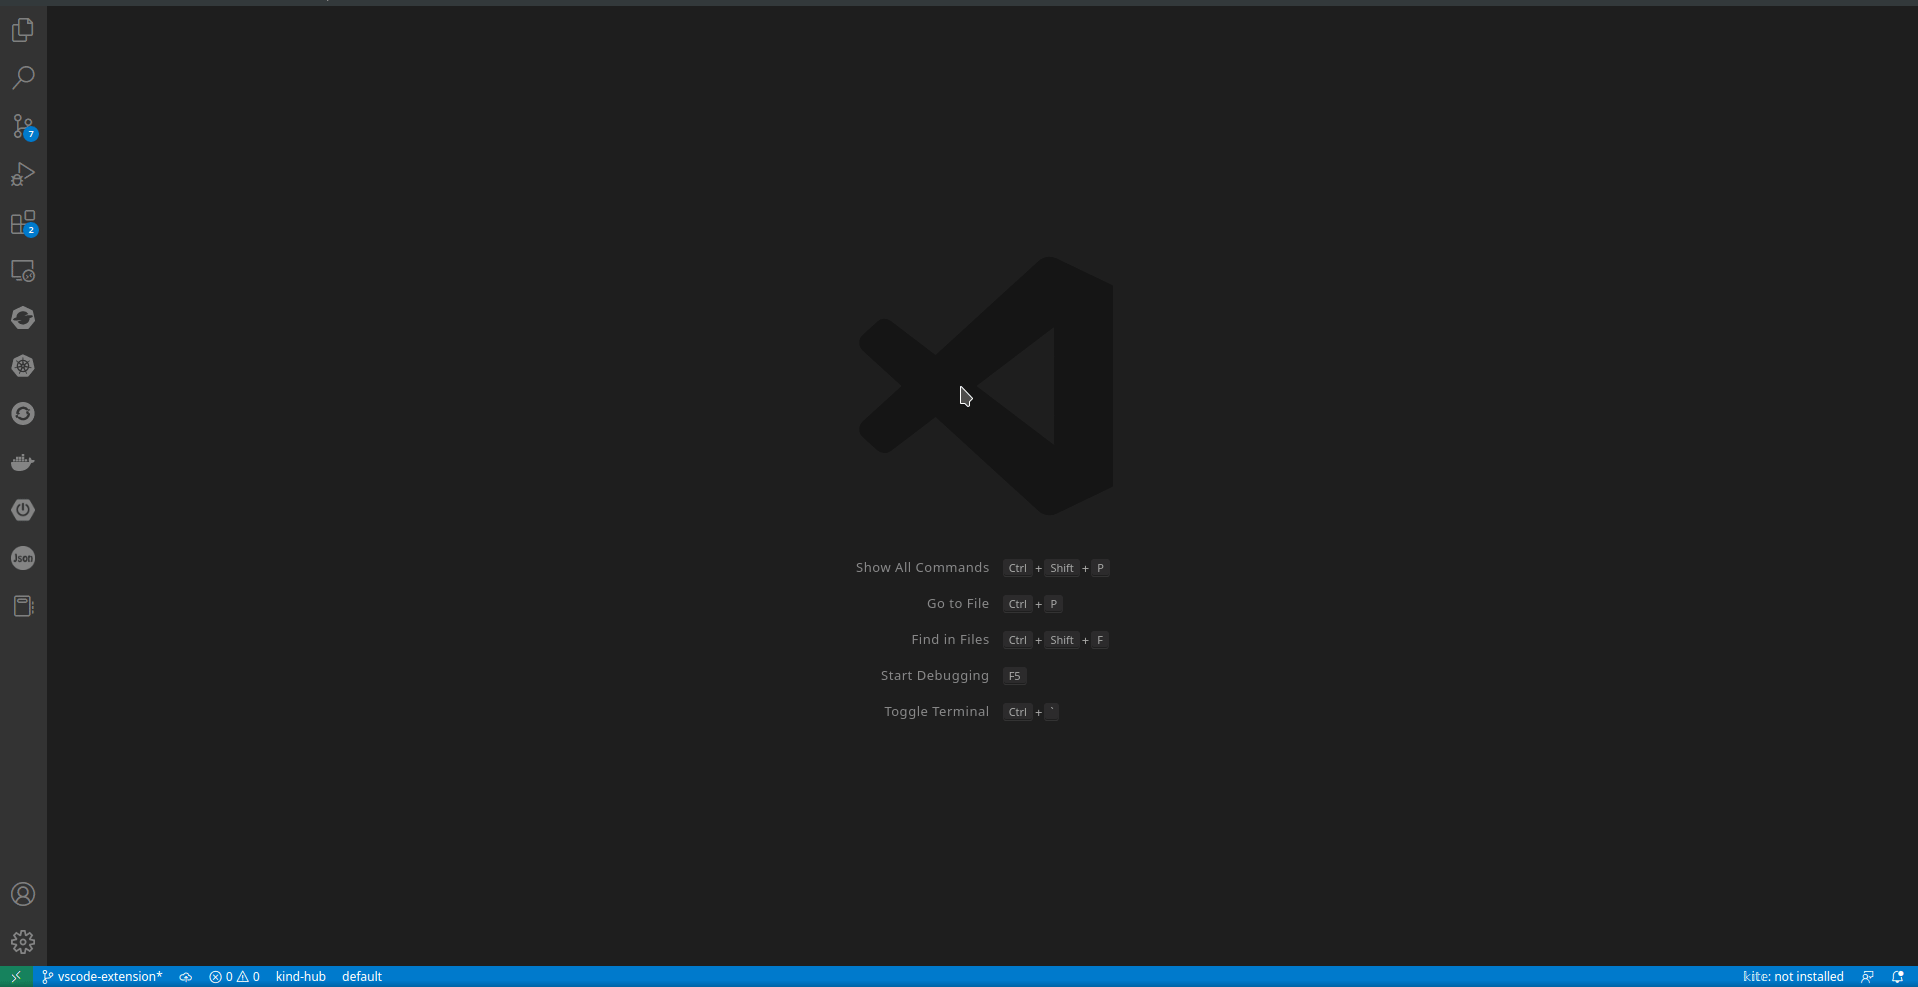 7
2
Json
Show All Commands Ctrl + Shift + P
Go to File Ctrl + P
Find in Files Ctrl + Shift + F
Start Debugging F5
Toggle Terminal Ctrl + `
vscode-extension* 0 0 kind-hub default kite: not installed